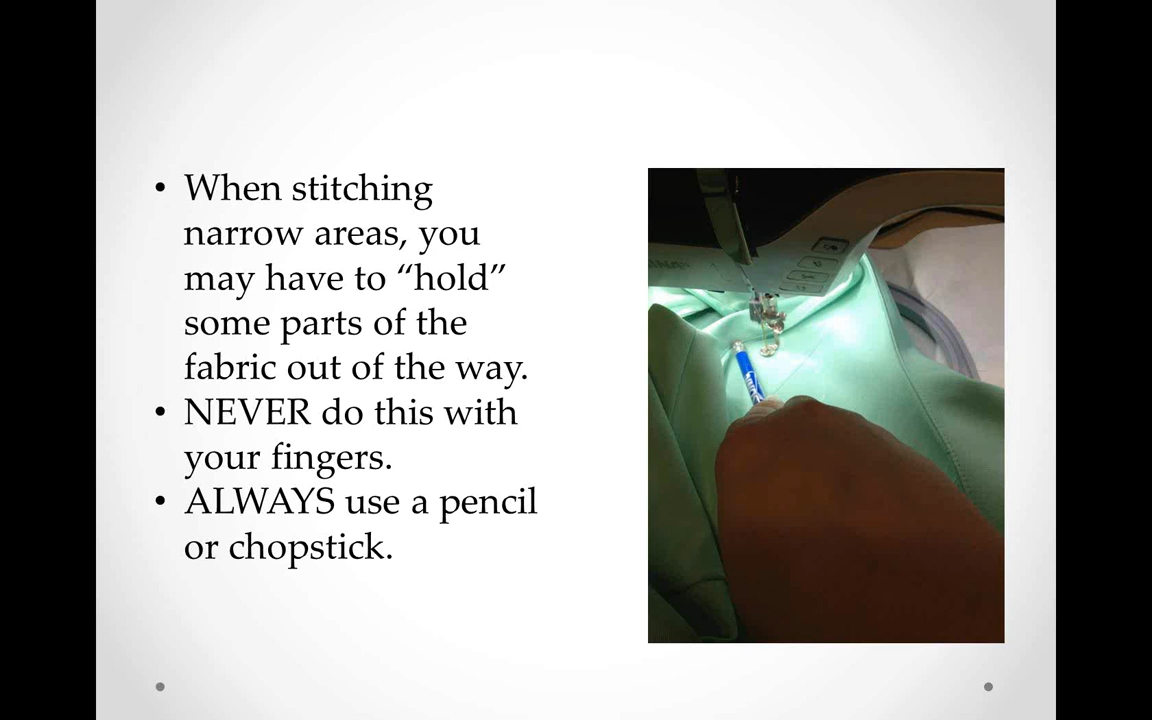 • When stitching
narrow areas, you
may have to “hold”
some parts of the
fabric out of the way.
• NEVER do this with
your fingers.
• ALWAYS use a pencil
or chopstick.